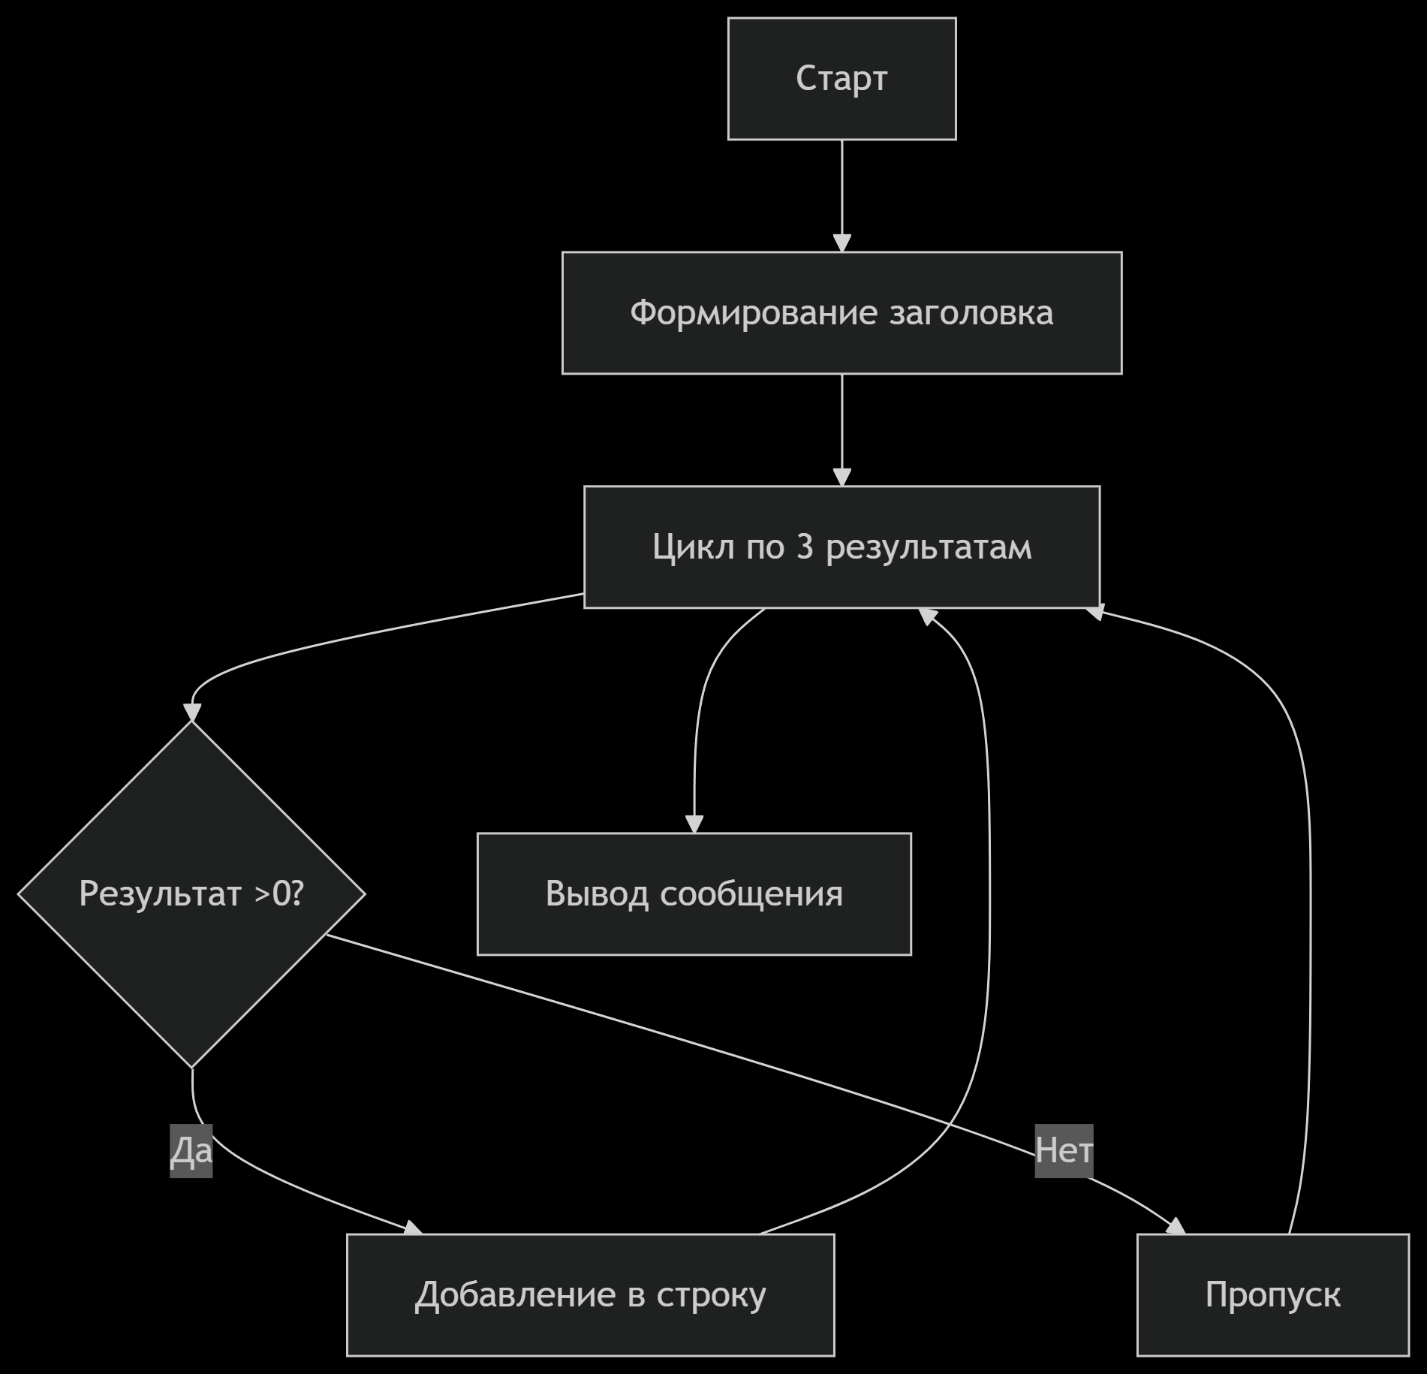 Старт
Формирование заголовка
Цикл по 3 результатам
Результат >0?
Вывод сообщения
Да
Нет
Добавление в строку
Пропуск